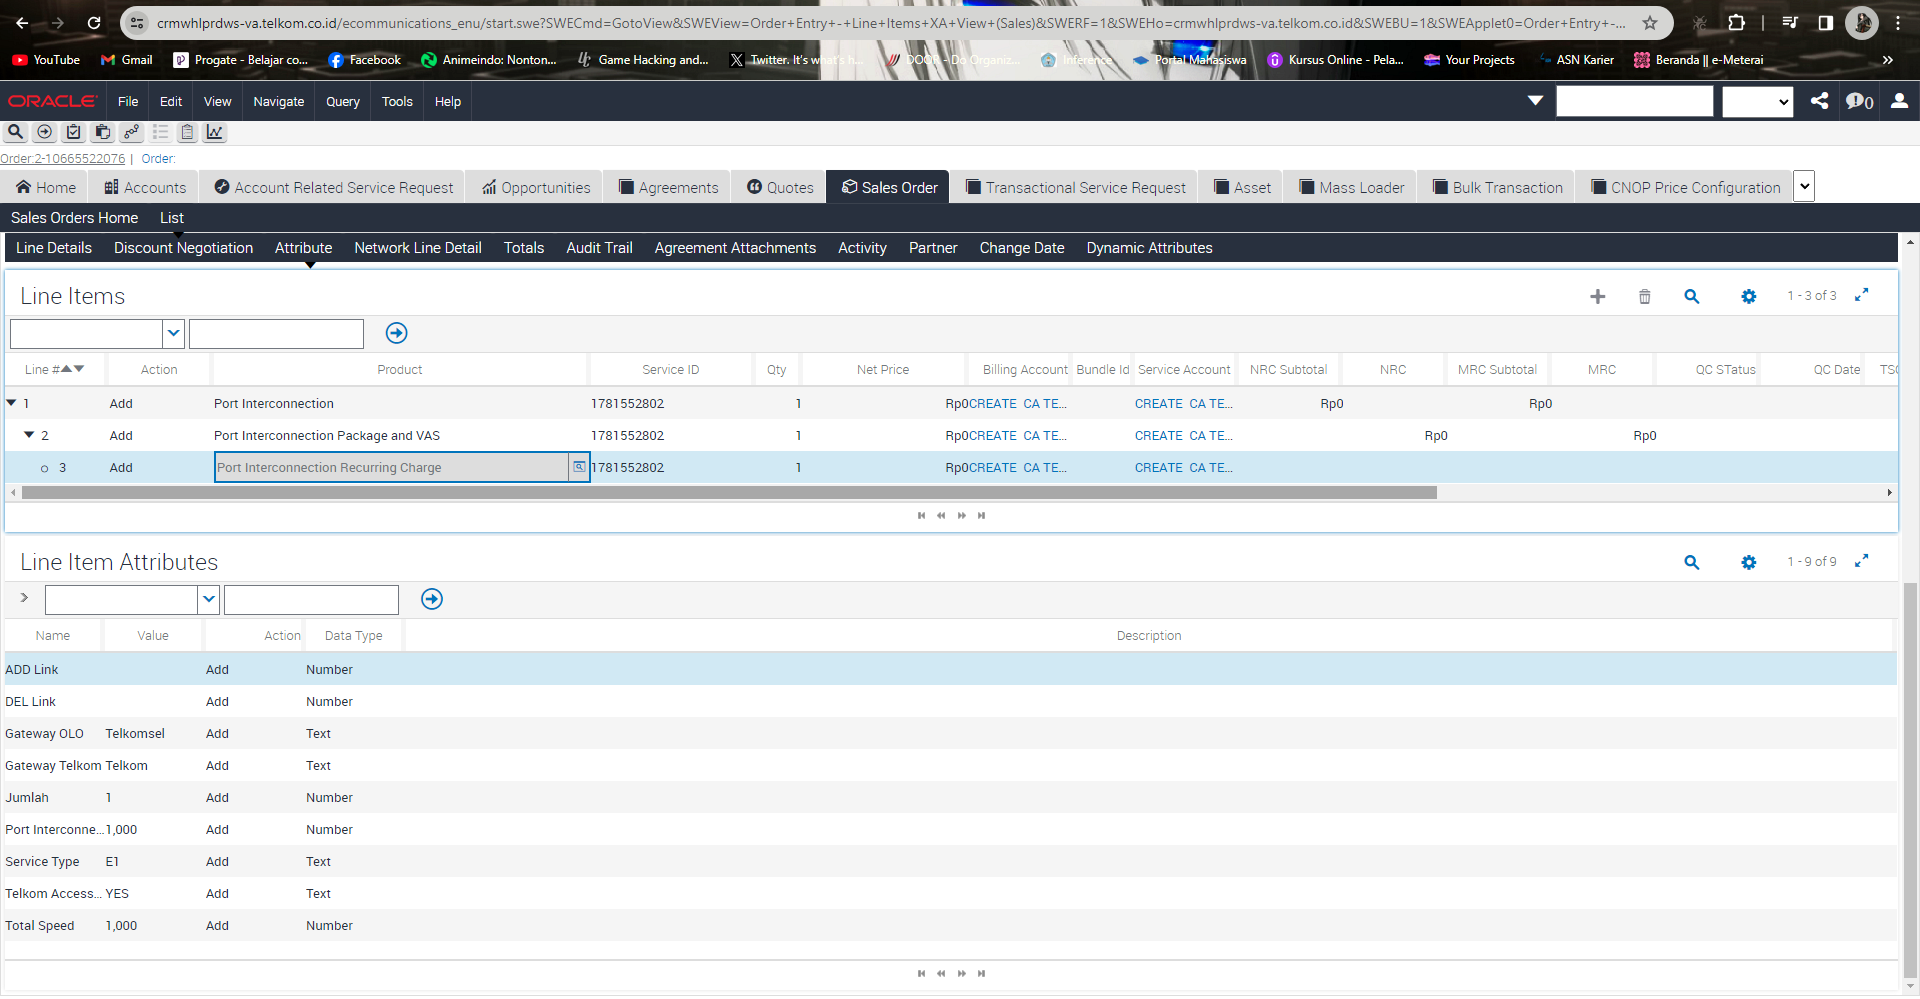 crmwhlprdws-va.telkom.co.id/ecommunications_enu/start.swe?SWECmd=GotoView&SWEView=Order+Entry+-+Line+Items+XA+View+(Sales)&SWERF=1&SWEHo=crmwhlprdws-va.telkom.co.id&SWEBU=1&SWEApplet0=Order+Entry+-...
YouTube Gmail Progate - Belajar co... Facebook Animeindo: Nonton... Game Hacking and... Twitter. It's what's h... DOOR - Do Organiz... Inference Portal Mahasiswa Kursus Online - Pela... Your Projects ASN Karier Beranda || e-Meterai
ORACLE File Edit View Navigate Query Tools Help 0
Order:2-10665522076 | Order:
Home Accounts Account Related Service Request Opportunities Agreements Quotes Sales Order Transactional Service Request Asset Mass Loader Bulk Transaction CNOP Price Configuration
Sales Orders Home List
Line Details Discount Negotiation Attribute Network Line Detail Totals Audit Trail Agreement Attachments Activity Partner Change Date Dynamic Attributes
Line Items 1 - 3 of 3
Line # Action Product Service ID Qty Net Price Billing Account Bundle Id Service Account NRC Subtotal NRC MRC Subtotal MRC QC STatus QC Date TSC
1 Add Port Interconnection 1781552802 1 Rp0 CREATE CA TE... CREATE CA TE... Rp0 Rp0
2 Add Port Interconnection Package and VAS 1781552802 1 Rp0 CREATE CA TE... CREATE CA TE... Rp0 Rp0
3 Add Port Interconnection Recurring Charge 1781552802 1 Rp0 CREATE CA TE... CREATE CA TE...
Line Item Attributes 1 - 9 of 9
Name Value Action Data Type Description
ADD Link Add Number
DEL Link Add Number
Gateway OLO Telkomsel Add Text
Gateway Telkom Telkom Add Text
Jumlah 1 Add Number
Port Interconne... 1,000 Add Number
Service Type E1 Add Text
Telkom Access... YES Add Text
Total Speed 1,000 Add Number